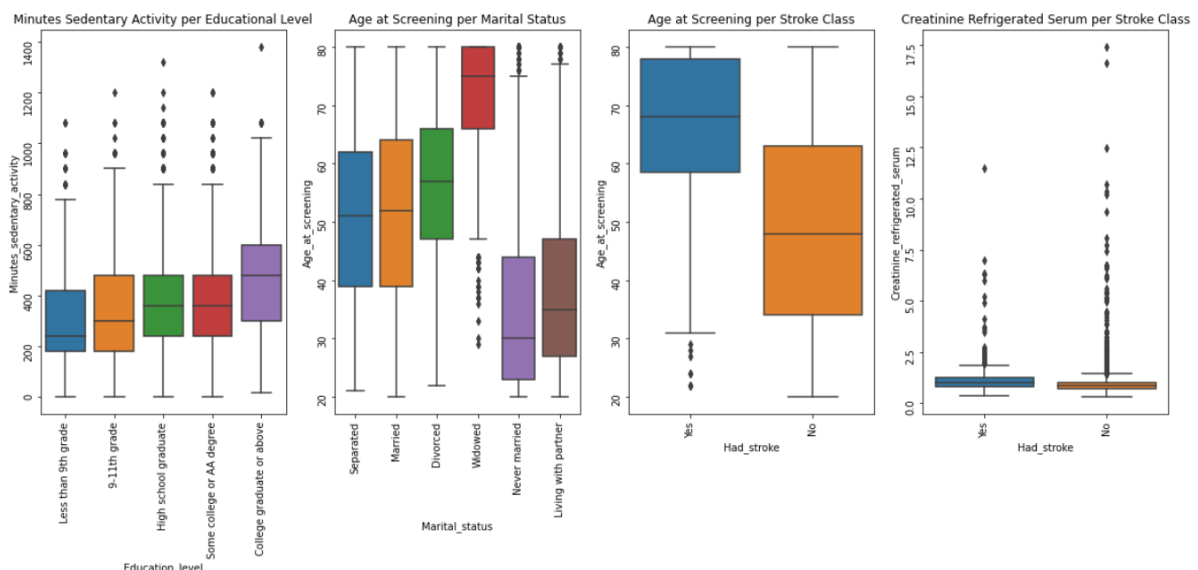 Minutes Sedentary Activity per Educational Level
Minutes_sedentary_activity
1400
1200
1000
800
600
400
200
0
Less than 9th grade
9-11th grade
High school graduate
Some college or AA degree
College graduate or above
Education_level
Age at Screening per Marital Status
Age_at_screening
80
70
60
50
40
30
20
Separated
Married
Divorced
Widowed
Never married
Living with partner
Marital_status
Age at Screening per Stroke Class
Age_at_screening
80
70
60
50
40
30
20
Yes
No
Had_stroke
Creatinine Refrigerated Serum per Stroke Class
Creatinine_refrigerated_serum
17.5
15.0
12.5
10.0
7.5
5.0
2.5
0.0
Yes
No
Had_stroke